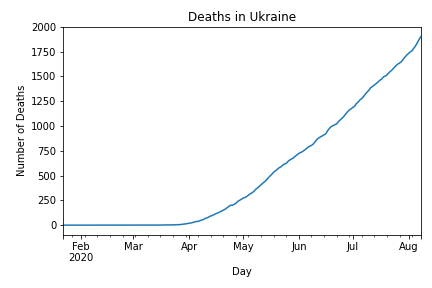 Deaths in Ukraine
Number of Deaths
2000
1750
1500
1250
1000
750
500
250
0
Feb
2020
Mar
Apr
May
Jun
Jul
Aug
Day